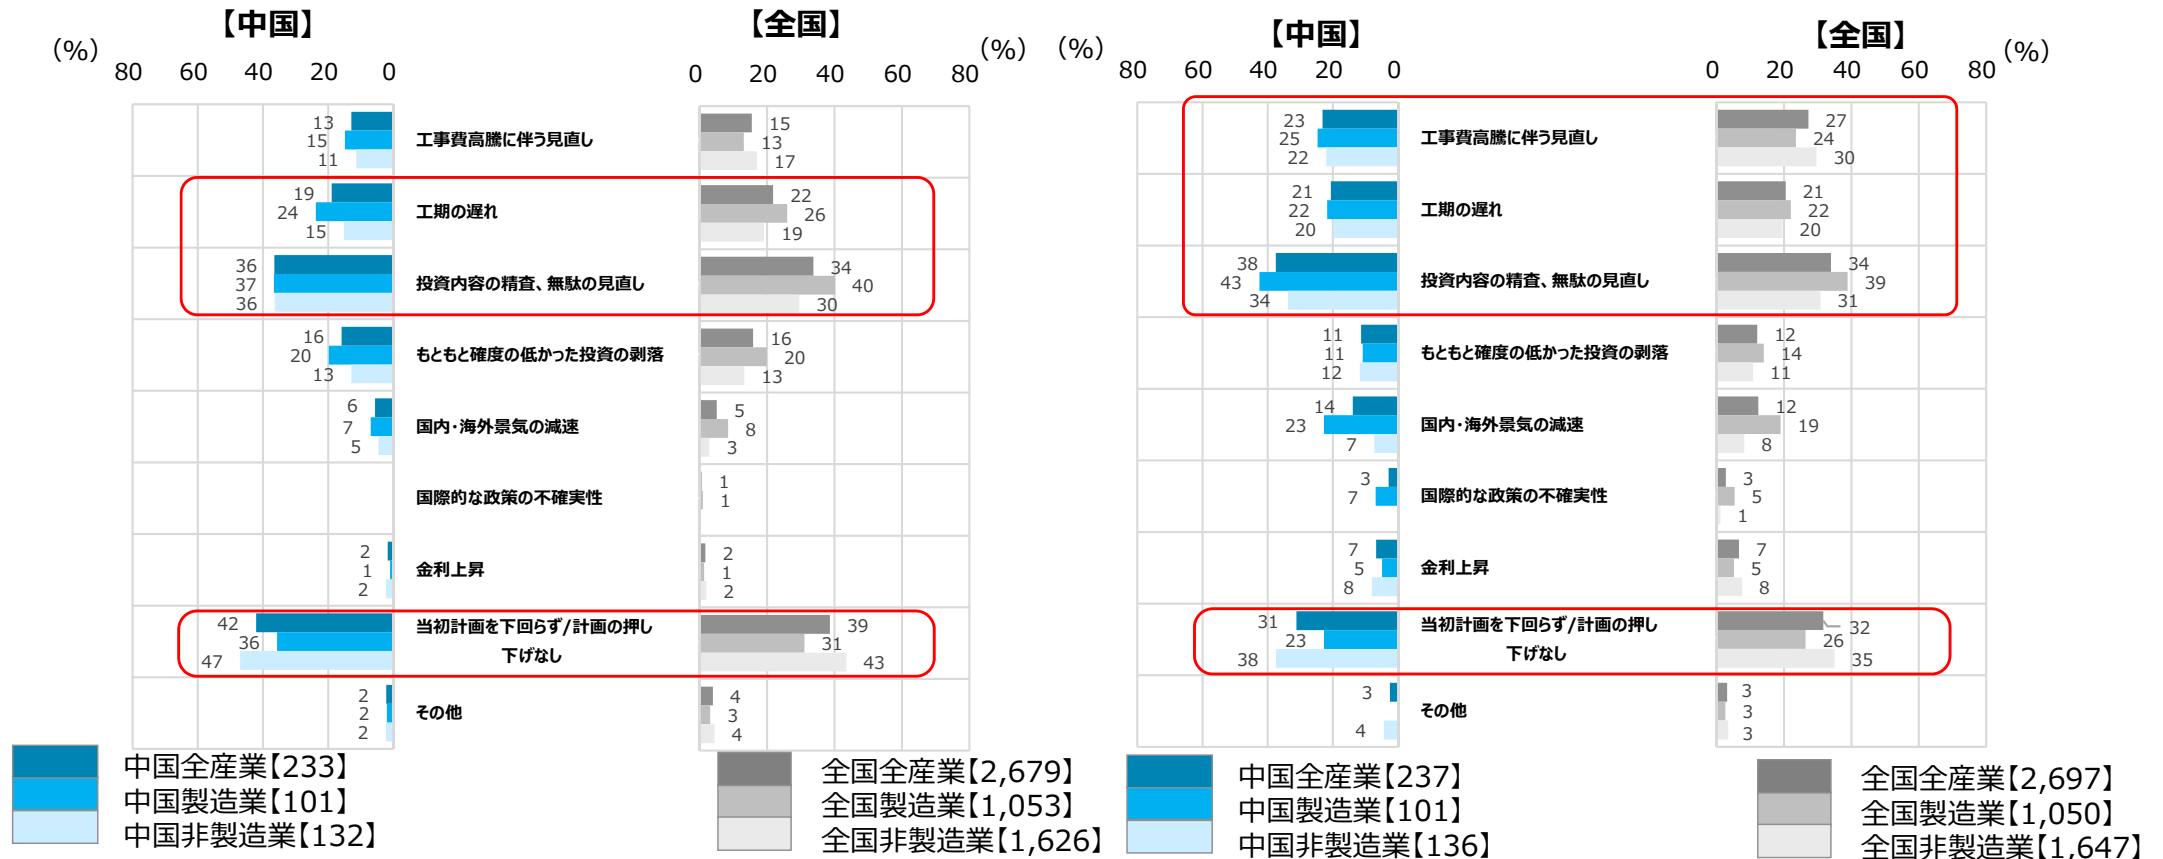 【中国】
【全国】
(%)
(%)
80 60 40 20 0
0 20 40 60 80
13
15
11
工事費高騰に伴う見直し
15
13
17
19
24
15
工期の遅れ
22
26
19
36
37
36
投資内容の精査、無駄の見直し
34
40
30
16
20
13
もともと確度の低かった投資の剥落
16
20
13
6
7
5
国内・海外景気の減速
5
8
3
国際的な政策の不確実性
1
1
2
1
2
金利上昇
2
1
2
42
36
47
当初計画を下回らず/計画の押し
下げなし
39
31
43
2
2
2
その他
4
3
4
中国全産業【233】
中国製造業【101】
中国非製造業【132】
全国全産業【2,679】
全国製造業【1,053】
全国非製造業【1,626】
【中国】
【全国】
(%)
(%)
80 60 40 20 0
0 20 40 60 80
23
25
22
工事費高騰に伴う見直し
27
24
30
21
22
20
工期の遅れ
21
22
20
38
43
34
投資内容の精査、無駄の見直し
34
39
31
11
11
12
もともと確度の低かった投資の剥落
12
14
11
14
23
7
国内・海外景気の減速
12
19
8
3
7
国際的な政策の不確実性
3
5
1
7
5
8
金利上昇
7
5
8
31
23
38
当初計画を下回らず/計画の押し
下げなし
32
26
35
3
4
その他
3
3
3
中国全産業【237】
中国製造業【101】
中国非製造業【136】
全国全産業【2,697】
全国製造業【1,050】
全国非製造業【1,647】